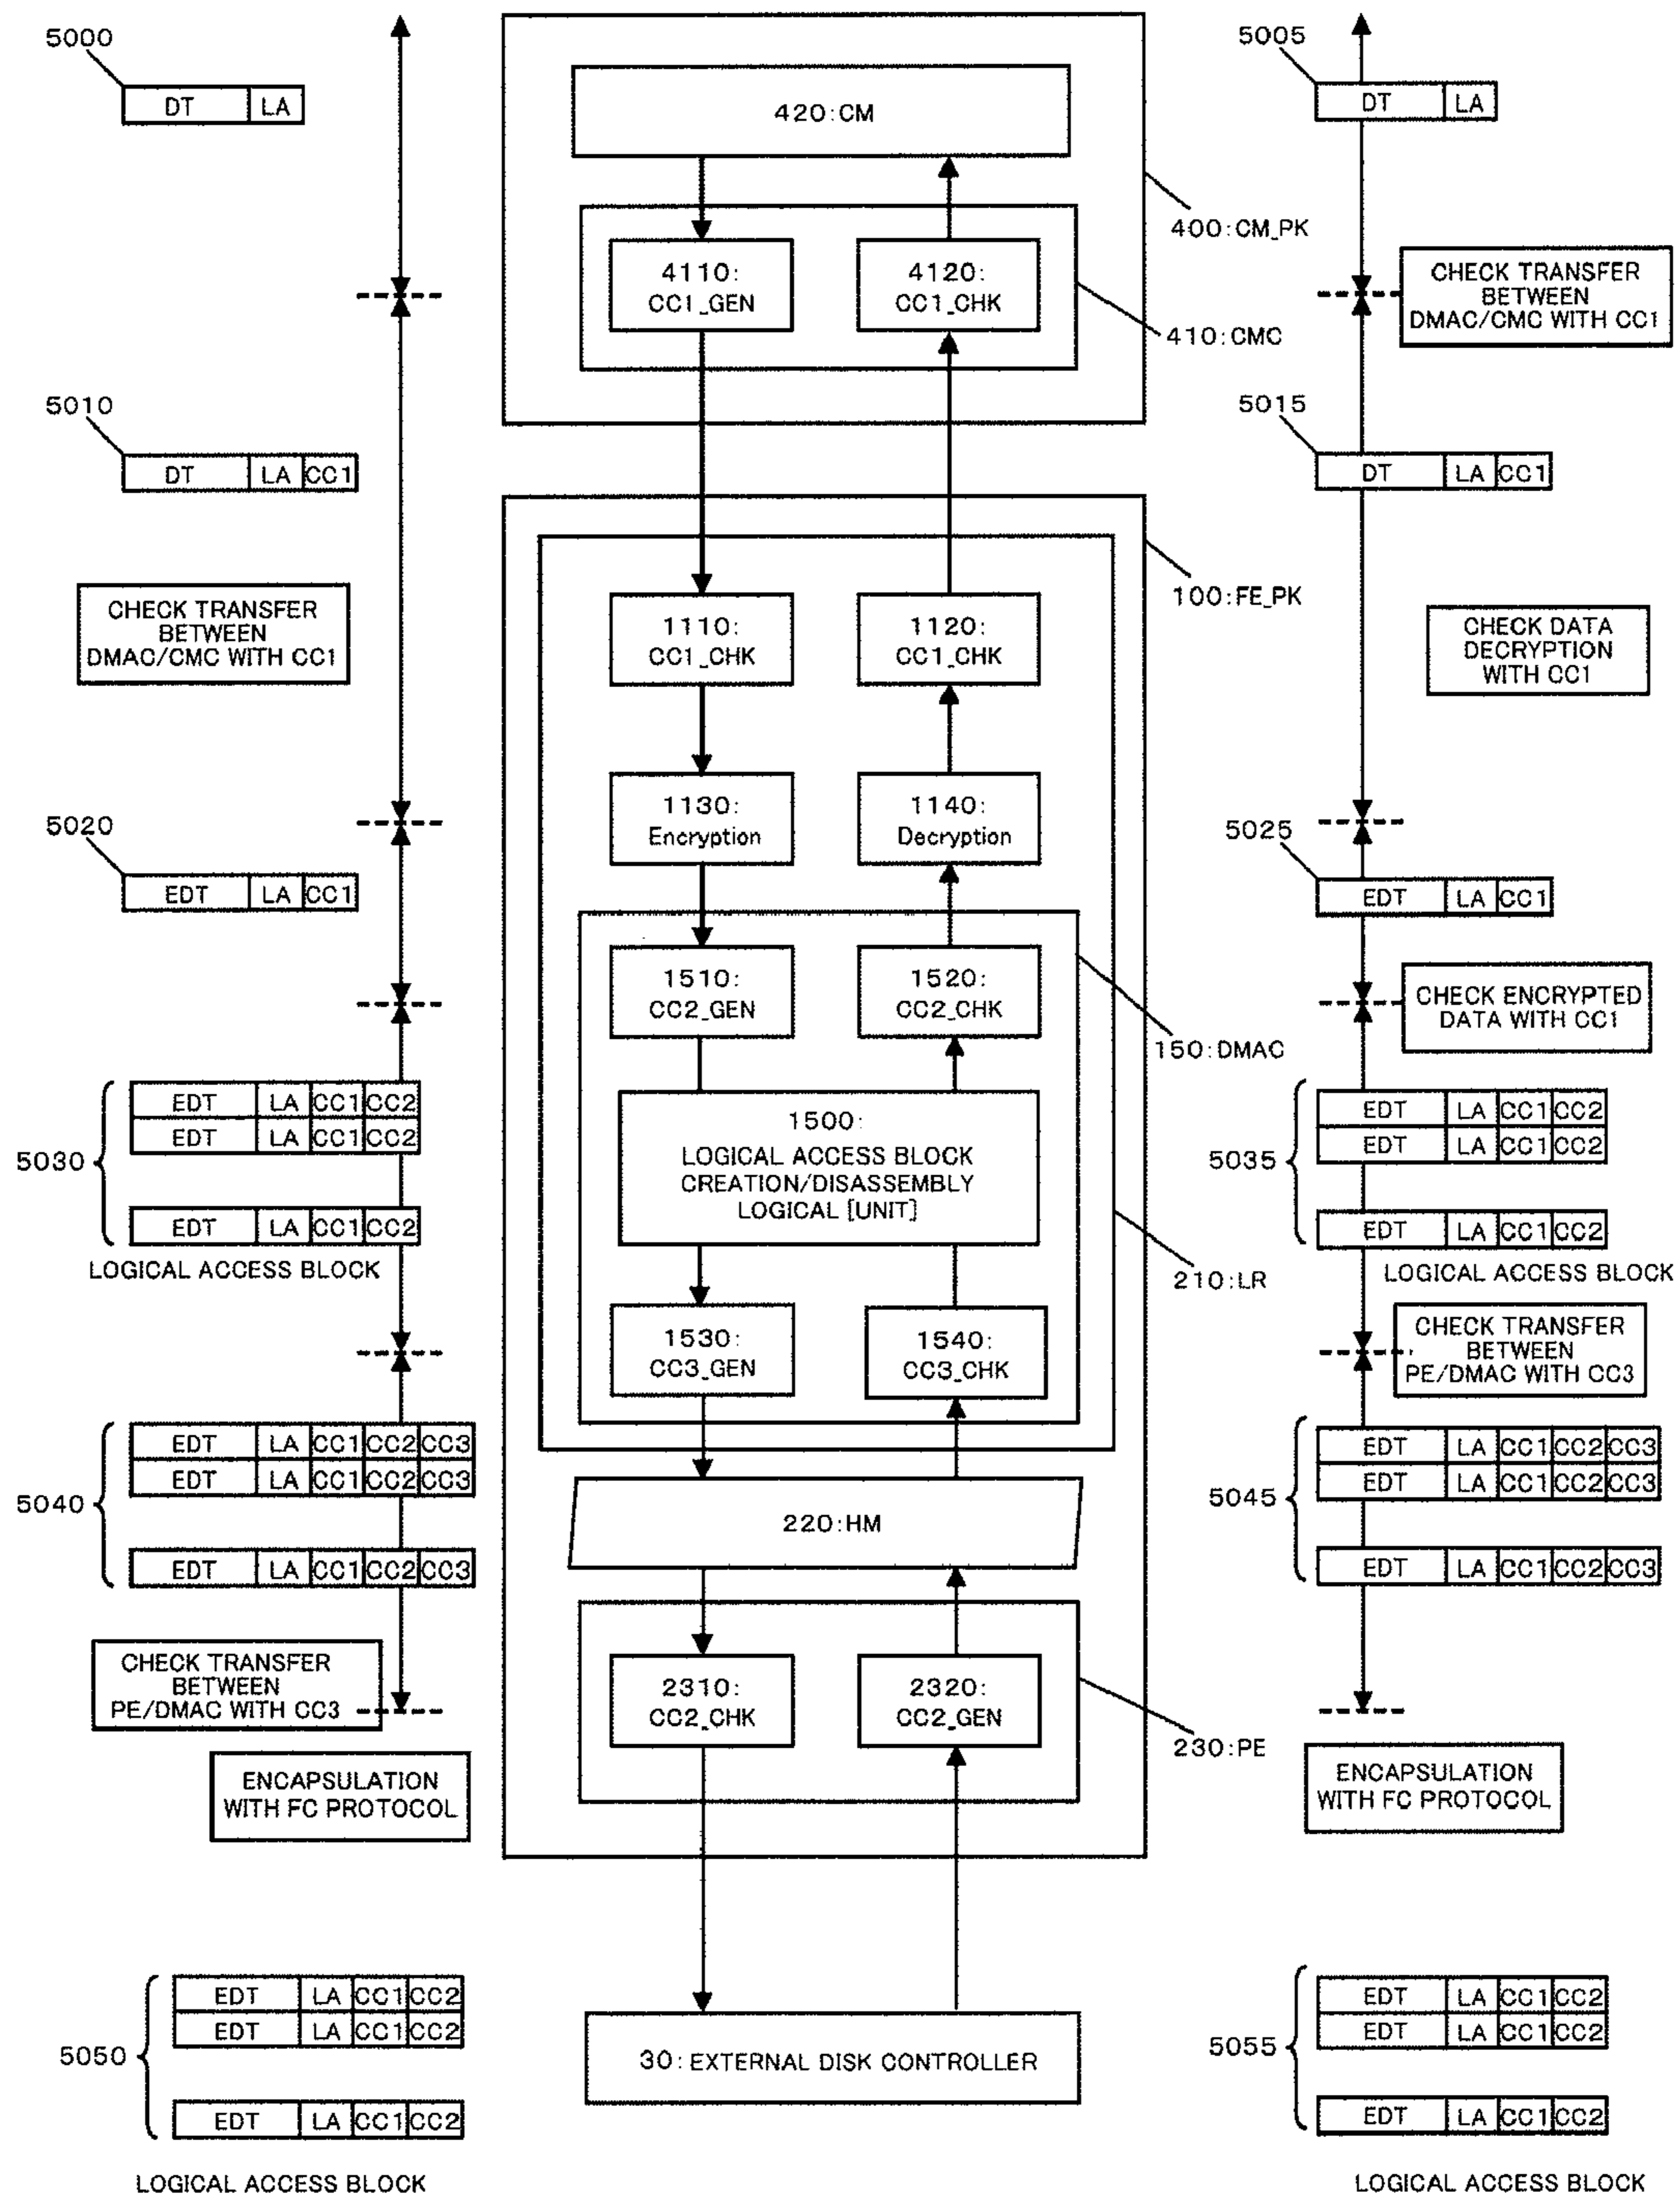 5000
DT LA
5010
DT LA CC1
CHECK TRANSFER
BETWEEN
DMAC/CMC WITH CC1
5020
EDT LA CC1
5030
EDT LA CC1 CC2
EDT LA CC1 CC2
EDT LA CC1 CC2
LOGICAL ACCESS BLOCK
5040
EDT LA CC1 CC2 CC3
EDT LA CC1 CC2 CC3
EDT LA CC1 CC2 CC3
CHECK TRANSFER
BETWEEN
PE/DMAC WITH CC3
ENCAPSULATION
WITH FC PROTOCOL
5050
EDT LA CC1 CC2
EDT LA CC1 CC2
EDT LA CC1 CC2
LOGICAL ACCESS BLOCK
420:CM
4110:
CC1_GEN
4120:
CC1_CHK
400:CM_PK
410:CMC
1110:
CC1_CHK
1120:
CC1_CHK
100:FE_PK
1130:
Encryption
1140:
Decryption
1510:
CC2_GEN
1520:
CC2_CHK
150:DMAC
1500:
LOGICAL ACCESS BLOCK
CREATION/DISASSEMBLY
LOGICAL [UNIT]
210:LR
1530:
CC3_GEN
1540:
CC3_CHK
220:HM
2310:
CC2_CHK
2320:
CC2_GEN
230:PE
30:EXTERNAL DISK CONTROLLER
5005
DT LA
CHECK TRANSFER
BETWEEN
DMAC/CMC WITH CC1
5015
DT LA CC1
CHECK DATA
DECRYPTION
WITH CC1
5025
EDT LA CC1
CHECK ENCRYPTED
DATA WITH CC1
5035
EDT LA CC1 CC2
EDT LA CC1 CC2
EDT LA CC1 CC2
LOGICAL ACCESS BLOCK
CHECK TRANSFER
BETWEEN
PE/DMAC WITH CC3
5045
EDT LA CC1 CC2 CC3
EDT LA CC1 CC2 CC3
EDT LA CC1 CC2 CC3
ENCAPSULATION
WITH FC PROTOCOL
5055
EDT LA CC1 CC2
EDT LA CC1 CC2
EDT LA CC1 CC2
LOGICAL ACCESS BLOCK